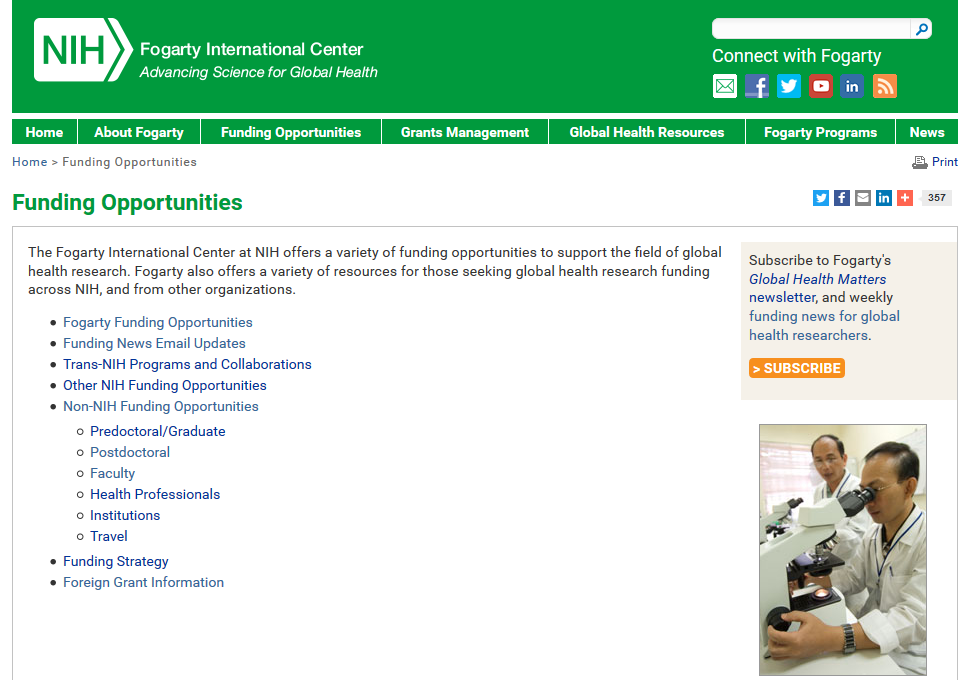 NIH
Fogarty International Center
Advancing Science for Global Health
Connect with Fogarty
Home
About Fogarty
Funding Opportunities
Grants Management
Global Health Resources
Fogarty Programs
News
Home > Funding Opportunities
Print
Funding Opportunities
357
The Fogarty International Center at NIH offers a variety of funding opportunities to support the field of global
health research. Fogarty also offers a variety of resources for those seeking global health research funding
across NIH, and from other organizations.
Fogarty Funding Opportunities
Funding News Email Updates
Trans-NIH Programs and Collaborations
Other NIH Funding Opportunities
Non-NIH Funding Opportunities
Predoctoral/Graduate
Postdoctoral
Faculty
Health Professionals
Institutions
Travel
Funding Strategy
Foreign Grant Information
Subscribe to Fogarty's
Global Health Matters
newsletter, and weekly
funding news for global
health researchers.
> SUBSCRIBE